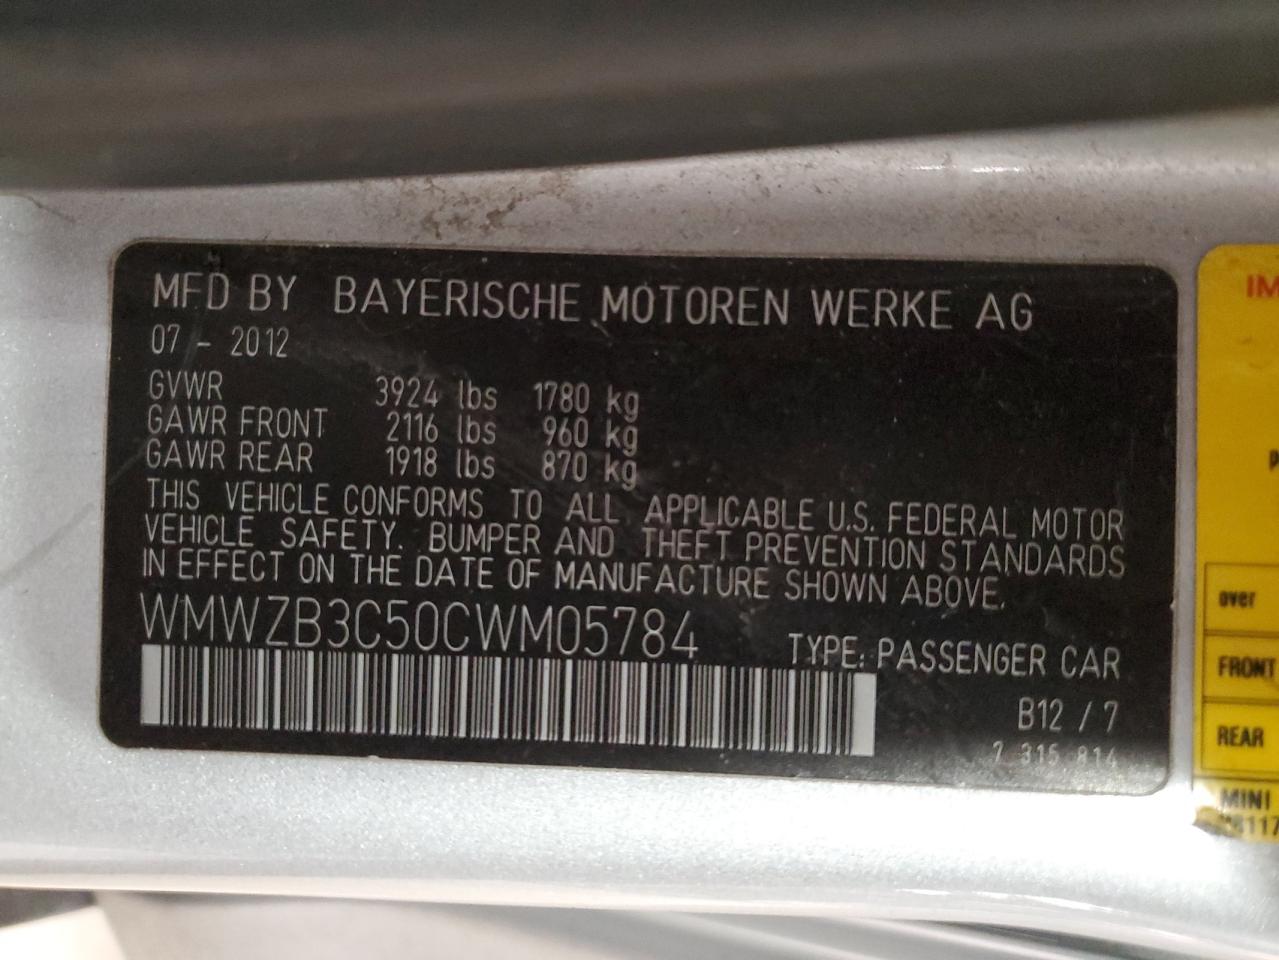 MFD BY BAYERISCHE MOTOREN WERKE AG
07 - 2012
GVWR 3924 lbs 1780 kg
GAWR FRONT 2116 lbs 960 kg
GAWR REAR 1918 lbs 870 kg
THIS VEHICLE CONFORMS TO ALL APPLICABLE U.S. FEDERAL MOTOR
VEHICLE SAFETY, BUMPER AND THEFT PREVENTION STANDARDS
IN EFFECT ON THE DATE OF MANUFACTURE SHOWN ABOVE.
WMWZB3C50CWM05784
TYPE: PASSENGER CAR
B12 / 7
7 315 814
IM
over
FRONT
REAR
MINI